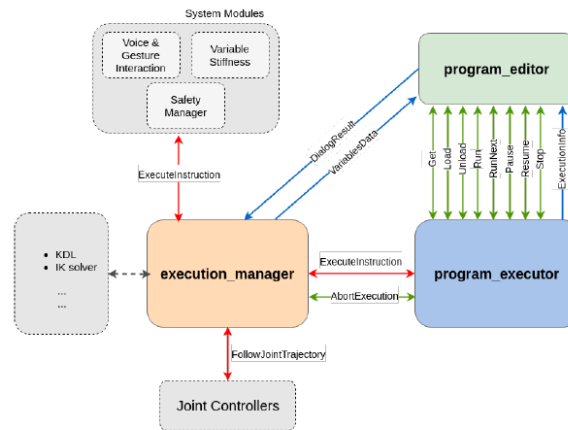 System Modules
Voice &
Gesture
Interaction
Variable
Stiffness
Safety
Manager
program_editor
DialogResult
VariablesData
Get
Load
Unload
Run
RunNext
Pause
Resume
Stop
ExecutionInfo
ExecuteInstruction
• KDL
• IK solver
...
...
execution_manager
ExecuteInstruction
AbortExecution
program_executor
FollowJointTrajectory
Joint Controllers